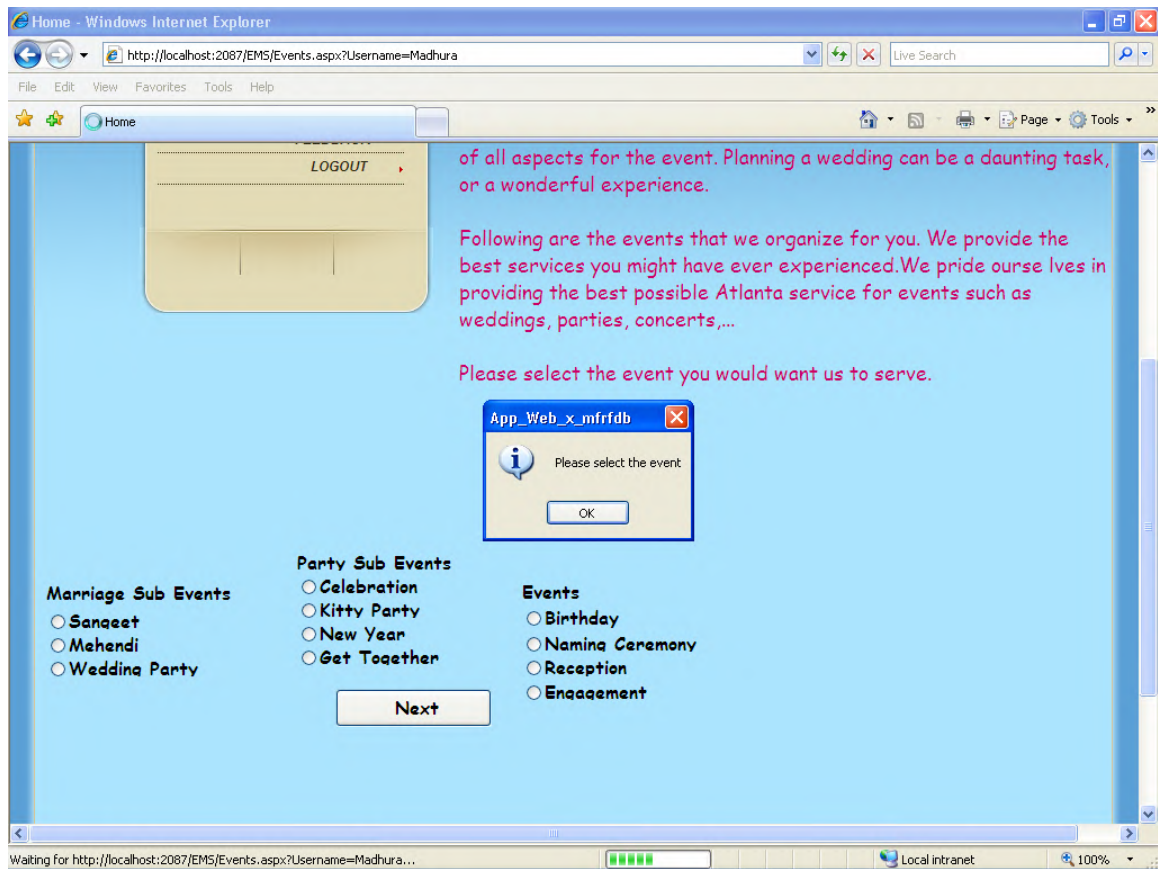 Home - Windows Internet Explorer
http://localhost:2087/EMS/Events.aspx?Username=Madhura
Live Search
File Edit View Favorites Tools Help
Home
Page Tools
LOGOUT
of all aspects for the event. Planning a wedding can be a daunting task,
or a wonderful experience.
Following are the events that we organize for you. We provide the
best services you might have ever experienced.We pride ourse lves in
providing the best possible Atlanta service for events such as
weddings, parties, concerts,...
Please select the event you would want us to serve.
App_Web_x_mfrfdb
Please select the event
OK
Marriage Sub Events
Sangeet
Mehendi
Wedding Party
Party Sub Events
Celebration
Kitty Party
New Year
Get Together
Events
Birthday
Naming Ceremony
Reception
Engagement
Next
Waiting for http://localhost:2087/EMS/Events.aspx?Username=Madhura...
Local intranet
100%